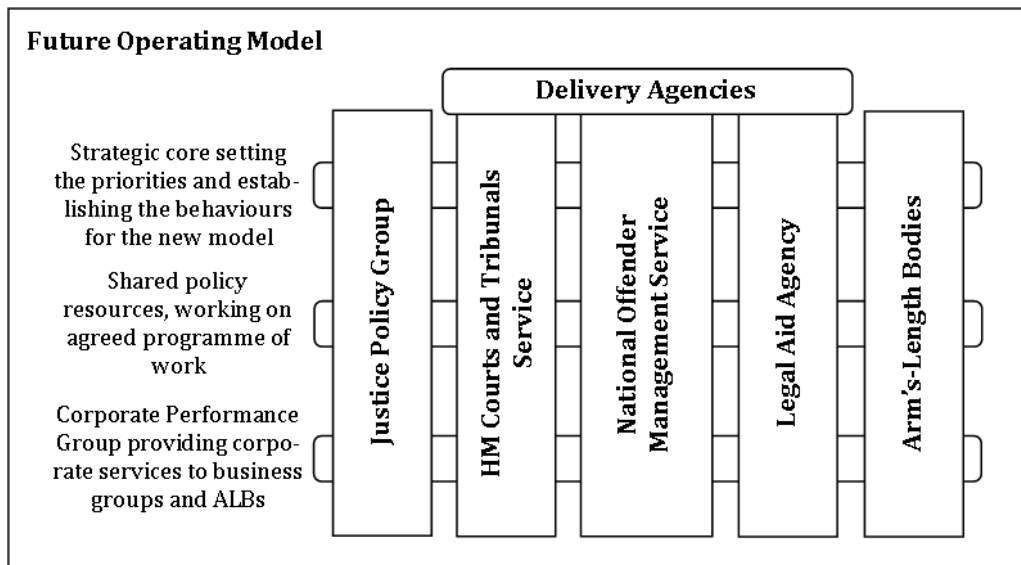 Future Operating Model
Delivery Agencies
Strategic core setting
the priorities and estab-
lishing the behaviours
for the new model
Shared policy
resources, working on
agreed programme of
work
Corporate Performance
Group providing corpo-
rate services to business
groups and ALBs
Justice Policy Group
HM Courts and Tribunals
Service
National Offender
Management Service
Legal Aid Agency
Arm's-Length Bodies